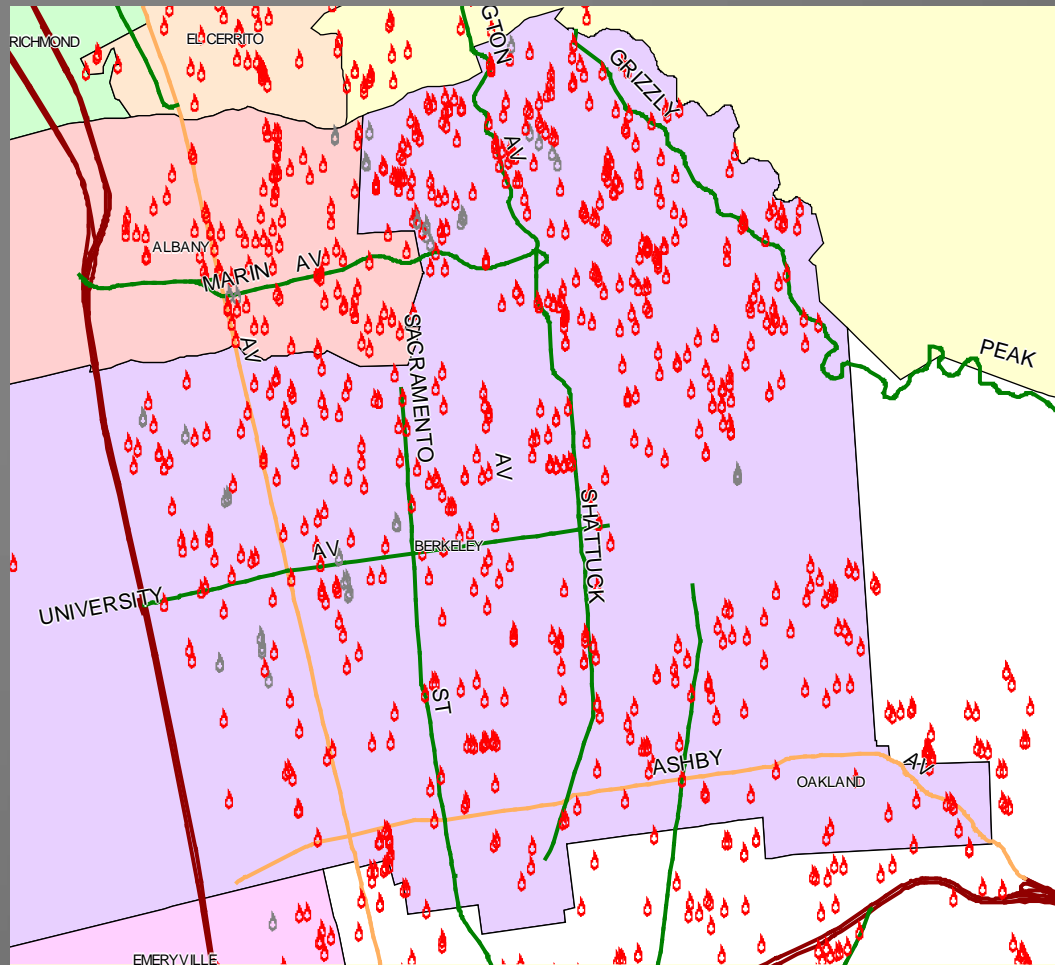 GTON
RICHMOND
EL CERRITO
GRIZZLY
AV
ALBANY
MARIN AV
SACRAMENTO
AV
PEAK
AV
SHATTUCK
BERKELEY
AV
UNIVERSITY
ST
ASHBY
AV
OAKLAND
EMERYVILLE